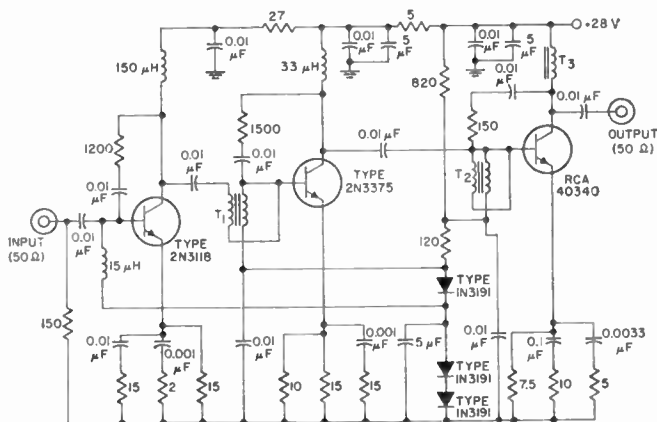 27
5
+28 V
0.01
μF
0.01
μF
5
μF
0.01
μF
5
μF
150 μH
33 μH
820
T3
0.01
μF
0.01 μF
1200
1500
0.01 μF
150
OUTPUT
(50 Ω)
0.01
μF
0.01
μF
0.01
μF
T1
TYPE
2N3375
T2
RCA
40340
INPUT
(50 Ω)
0.01
μF
TYPE
2N3118
15 μH
120
TYPE
1N3191
150
0.01
μF
0.001
μF
0.01
μF
0.001
μF
5 μF
0.01
μF
0.1
μF
0.0033
μF
TYPE
1N3191
15
2
15
10
15
15
7.5
10
5
TYPE
1N3191